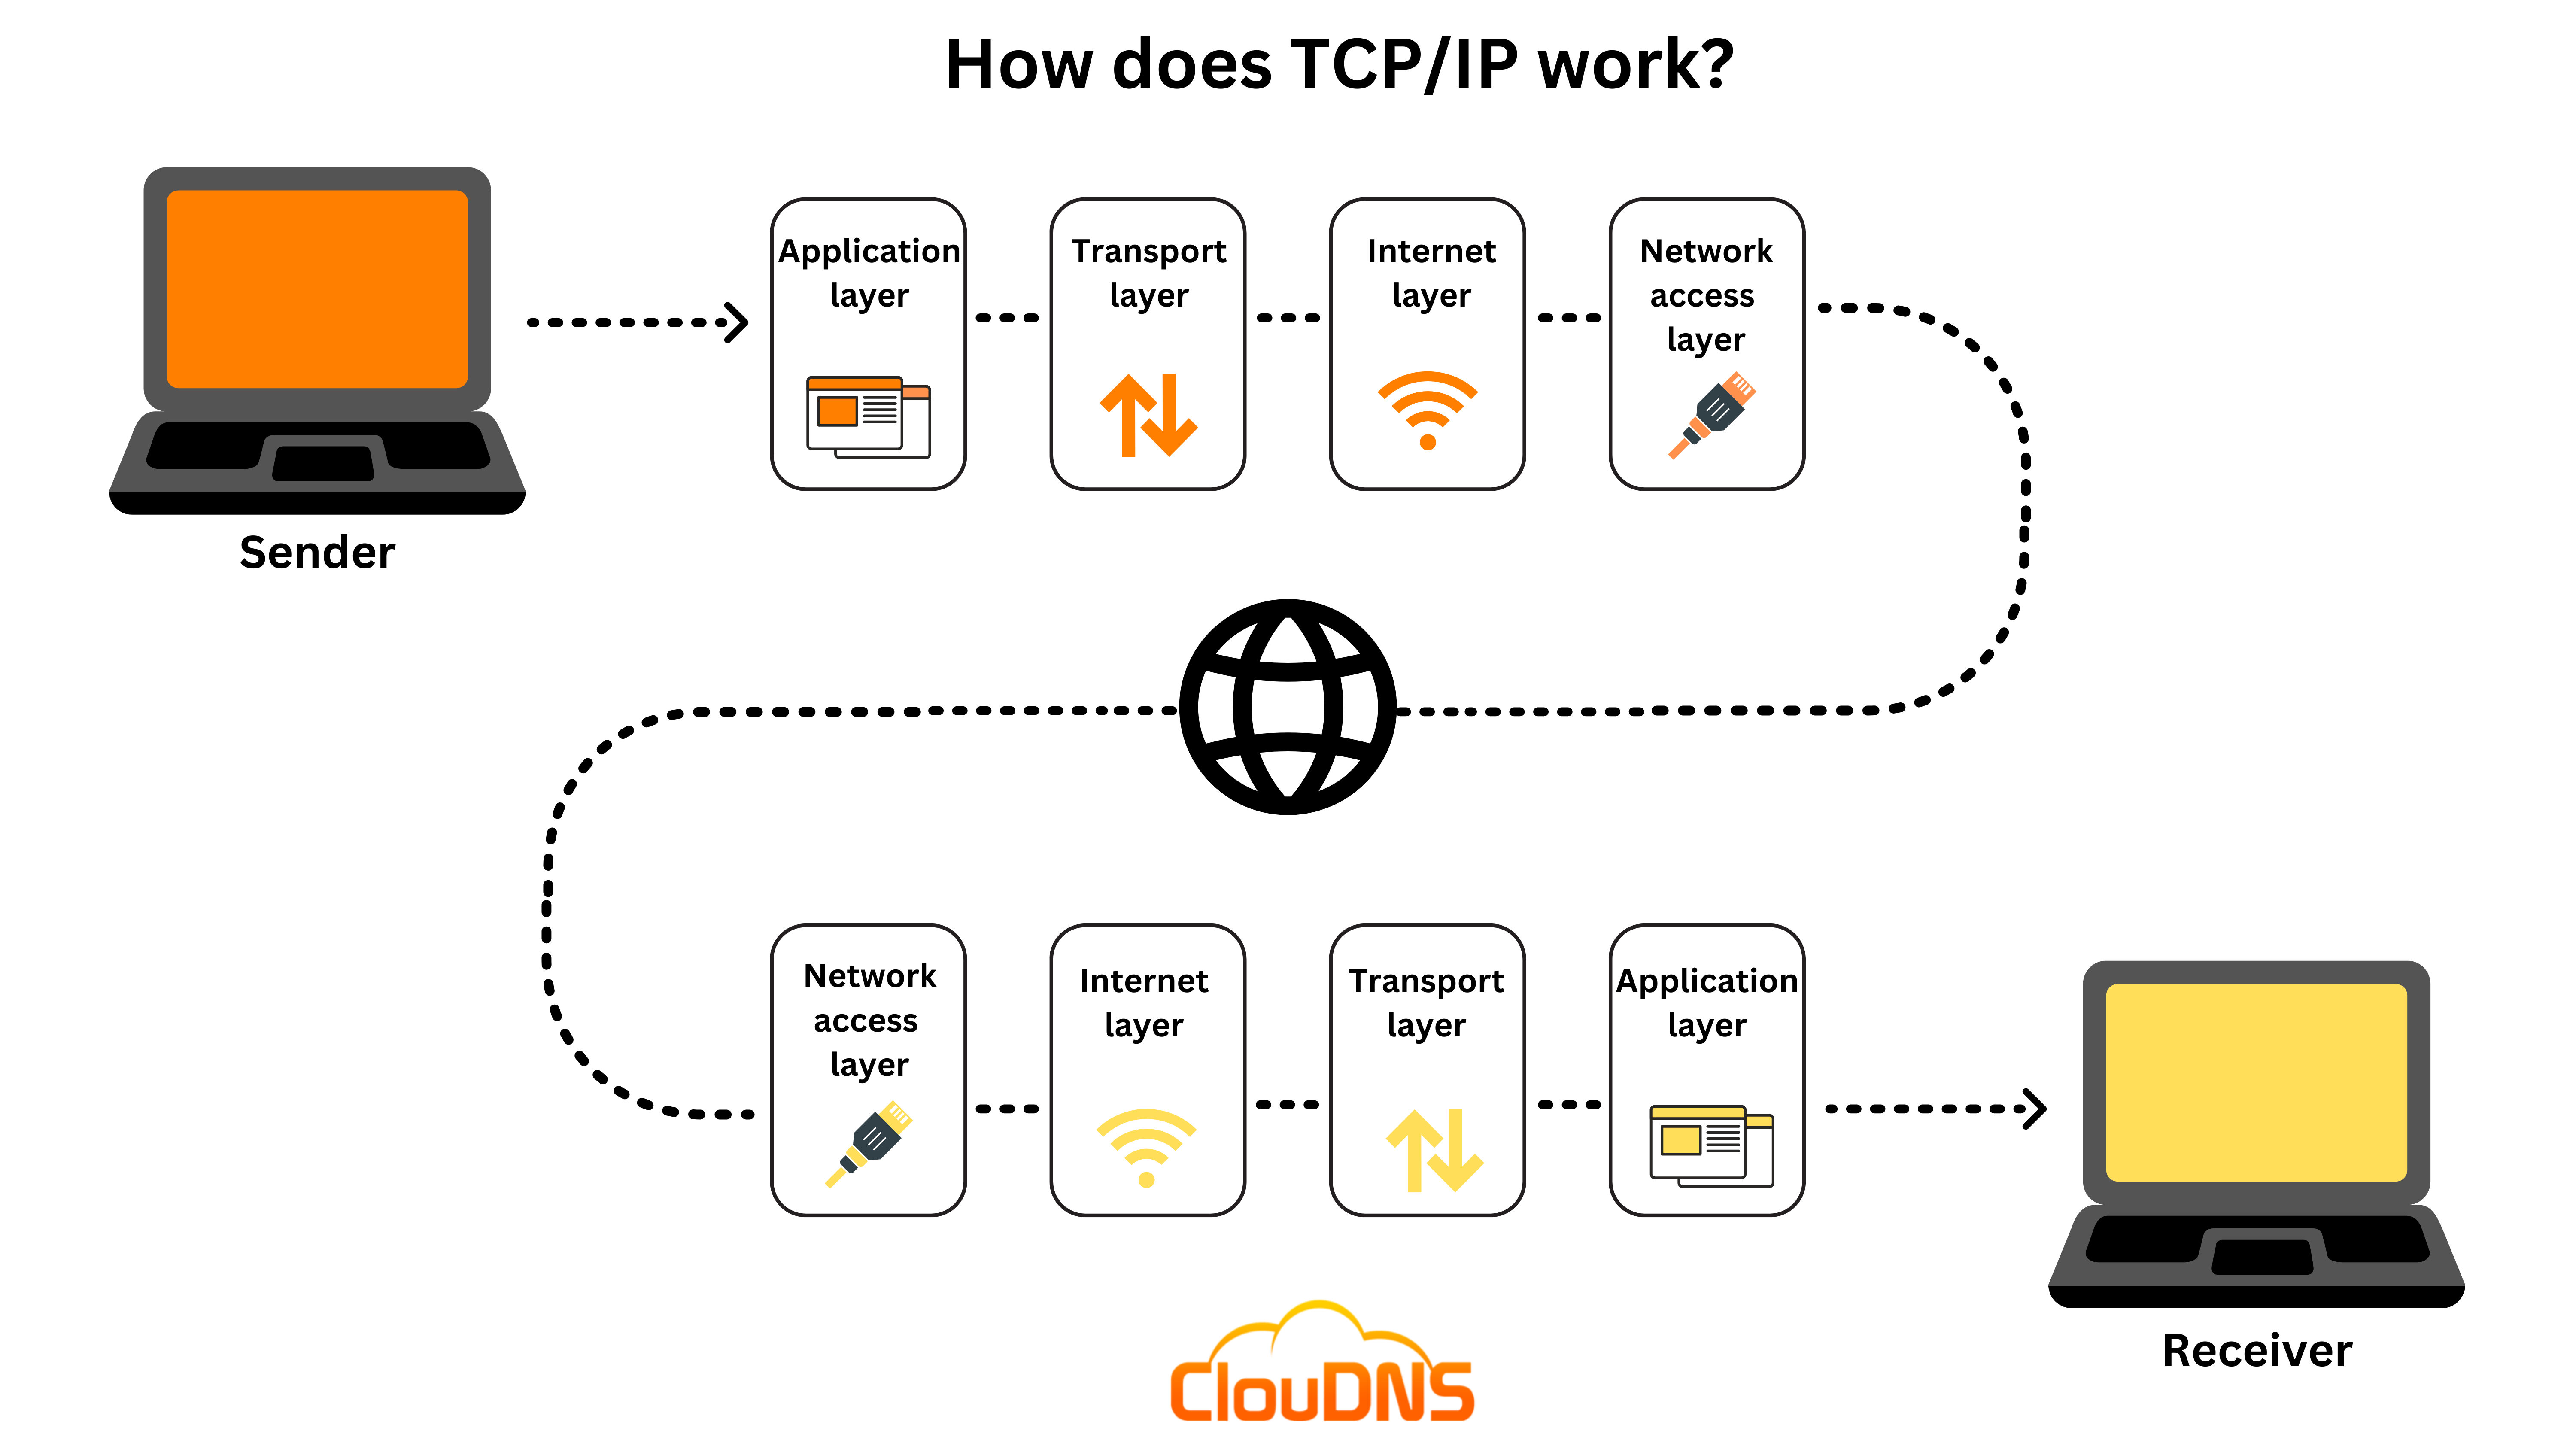 How does TCP/IP work?
Application
layer
Transport
layer
Internet
layer
Network
access
layer
Sender
Network
access
layer
Internet
layer
Transport
layer
Application
layer
Receiver
ClouDNS